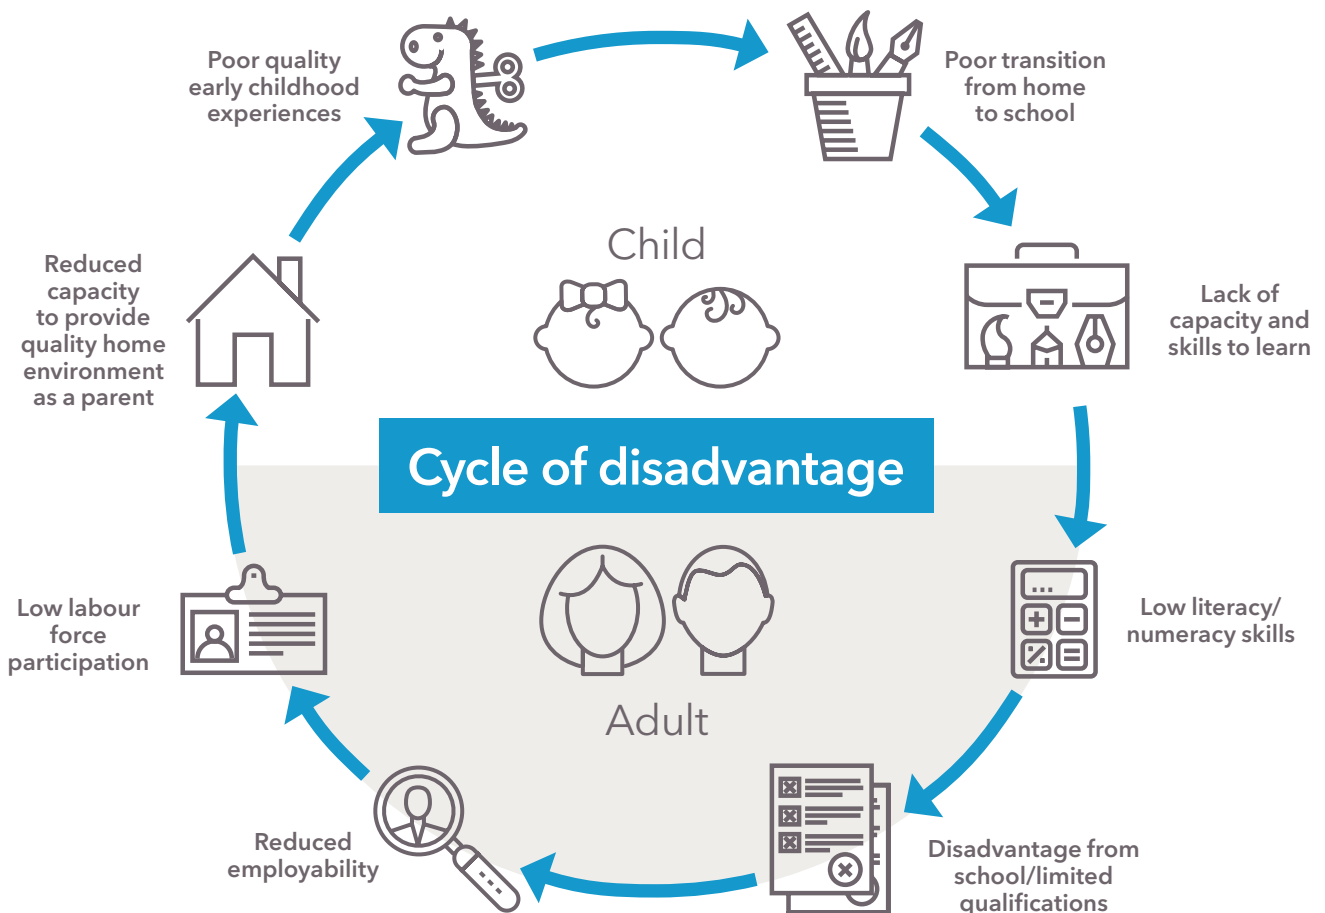 Poor quality
early childhood
experiences
Poor transition
from home
to school
Child
Reduced
capacity
to provide
quality home
environment
as a parent
Lack of
capacity and
skills to learn
Cycle of disadvantage
Low labour
force
participation
Low literacy/
numeracy skills
Adult
Reduced
employability
Disadvantage from
school/limited
qualifications